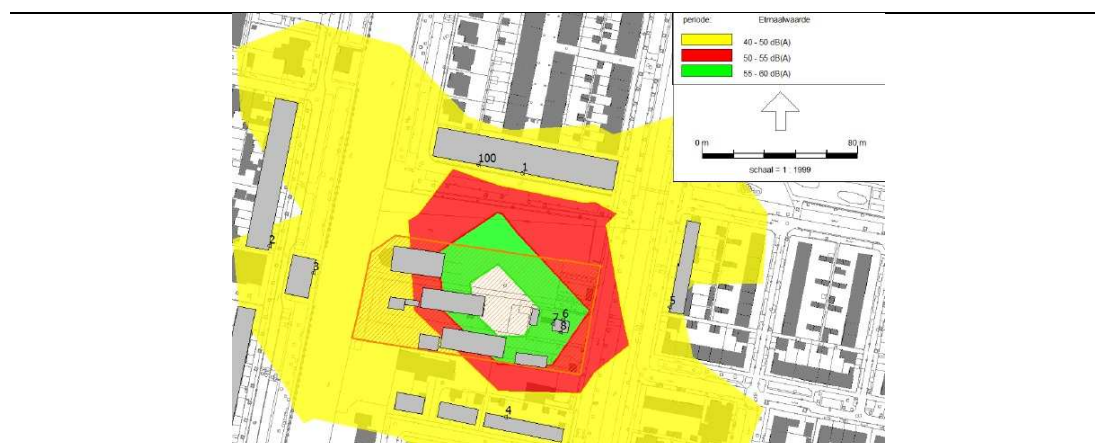 periode: Etmaalwaarde
40 - 50 dB(A)
50 - 55 dB(A)
55 - 60 dB(A)
0 m 80 m
schaal = 1 : 1999
100
1
2
3
5
6
7
8
4